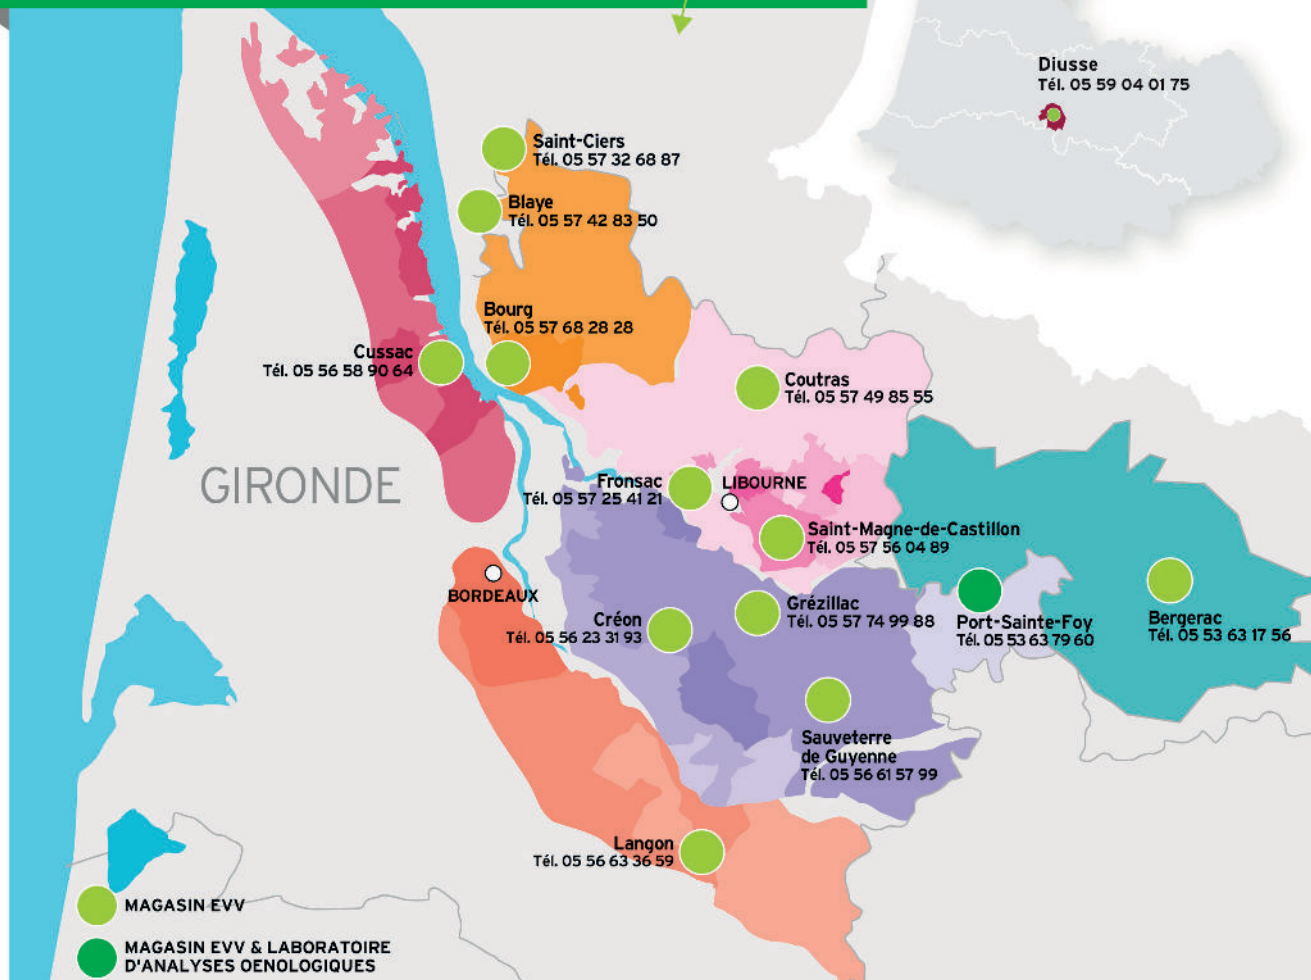 Diusse
Tél. 05 59 04 01 75
Saint-Ciers
Tél. 05 57 32 68 87
Blaye
Tél. 05 57 42 83 50
Bourg
Tél. 05 57 68 28 28
Cussac
Tél. 05 56 58 90 64
Coutras
Tél. 05 57 49 85 55
GIRONDE
Fronsac
Tél. 05 57 25 41 21
LIBOURNE
Saint-Magne-de-Castillon
Tél. 05 57 56 04 89
BORDEAUX
Créon
Tél. 05 56 23 31 93
Grézillac
Tél. 05 57 74 99 88
Port-Sainte-Foy
Tél. 05 53 63 79 60
Bergerac
Tél. 05 53 63 17 56
Sauveterre
de Guyenne
Tél. 05 56 61 57 99
Langon
Tél. 05 56 63 36 59
MAGASIN EVV
MAGASIN EVV & LABORATOIRE
D'ANALYSES OENOLOGIQUES